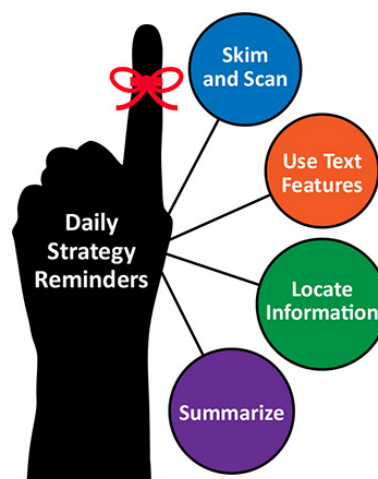 Daily
Strategy
Reminders
Skim
and Scan
Use Text
Features
Locate
Information
Summarize